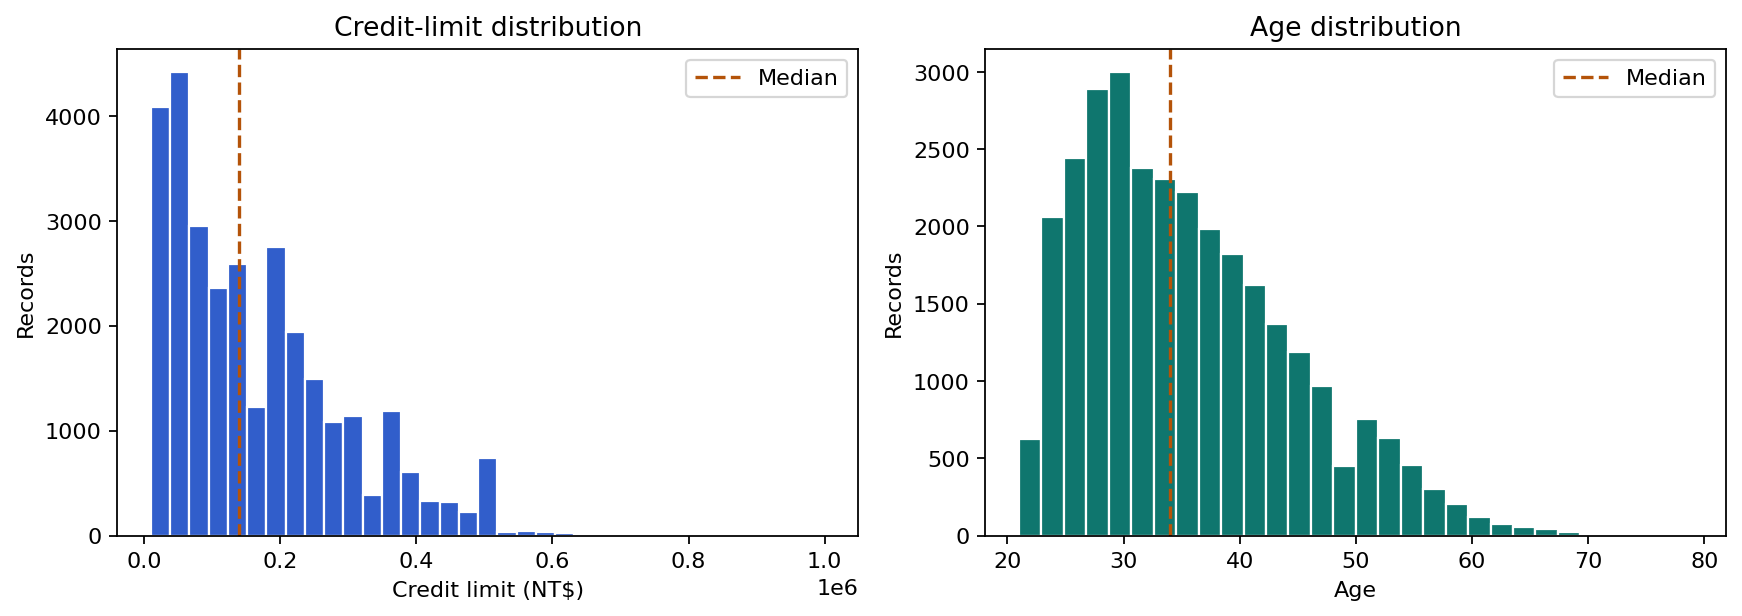 Credit-limit distribution
Median
4000
3000
2000
1000
0
Records
0.0 0.2 0.4 0.6 0.8 1.0
1e6
Credit limit (NT$)
Age distribution
Median
3000
2500
2000
1500
1000
500
0
Records
20 30 40 50 60 70 80
Age